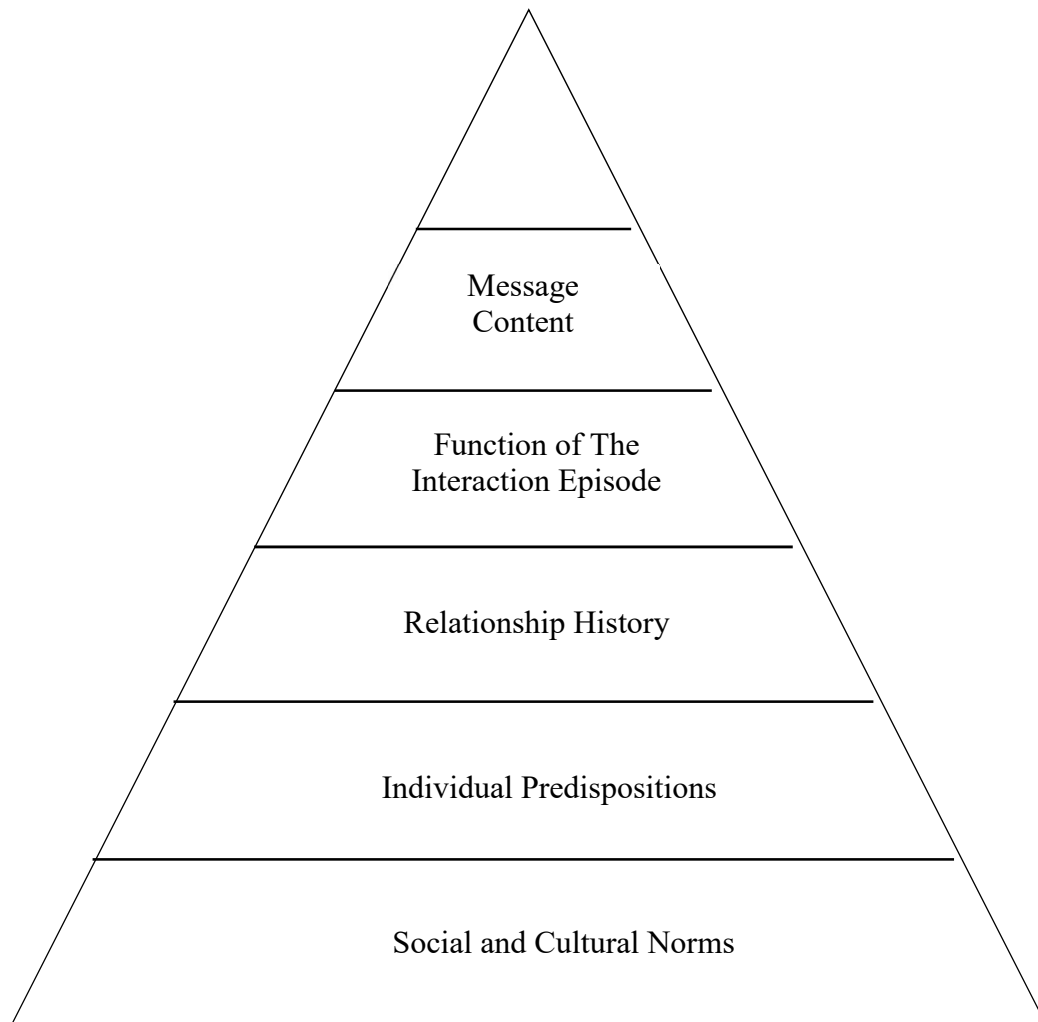 Message
Content
Function of The
Interaction Episode
Relationship History
Individual Predispositions
Social and Cultural Norms